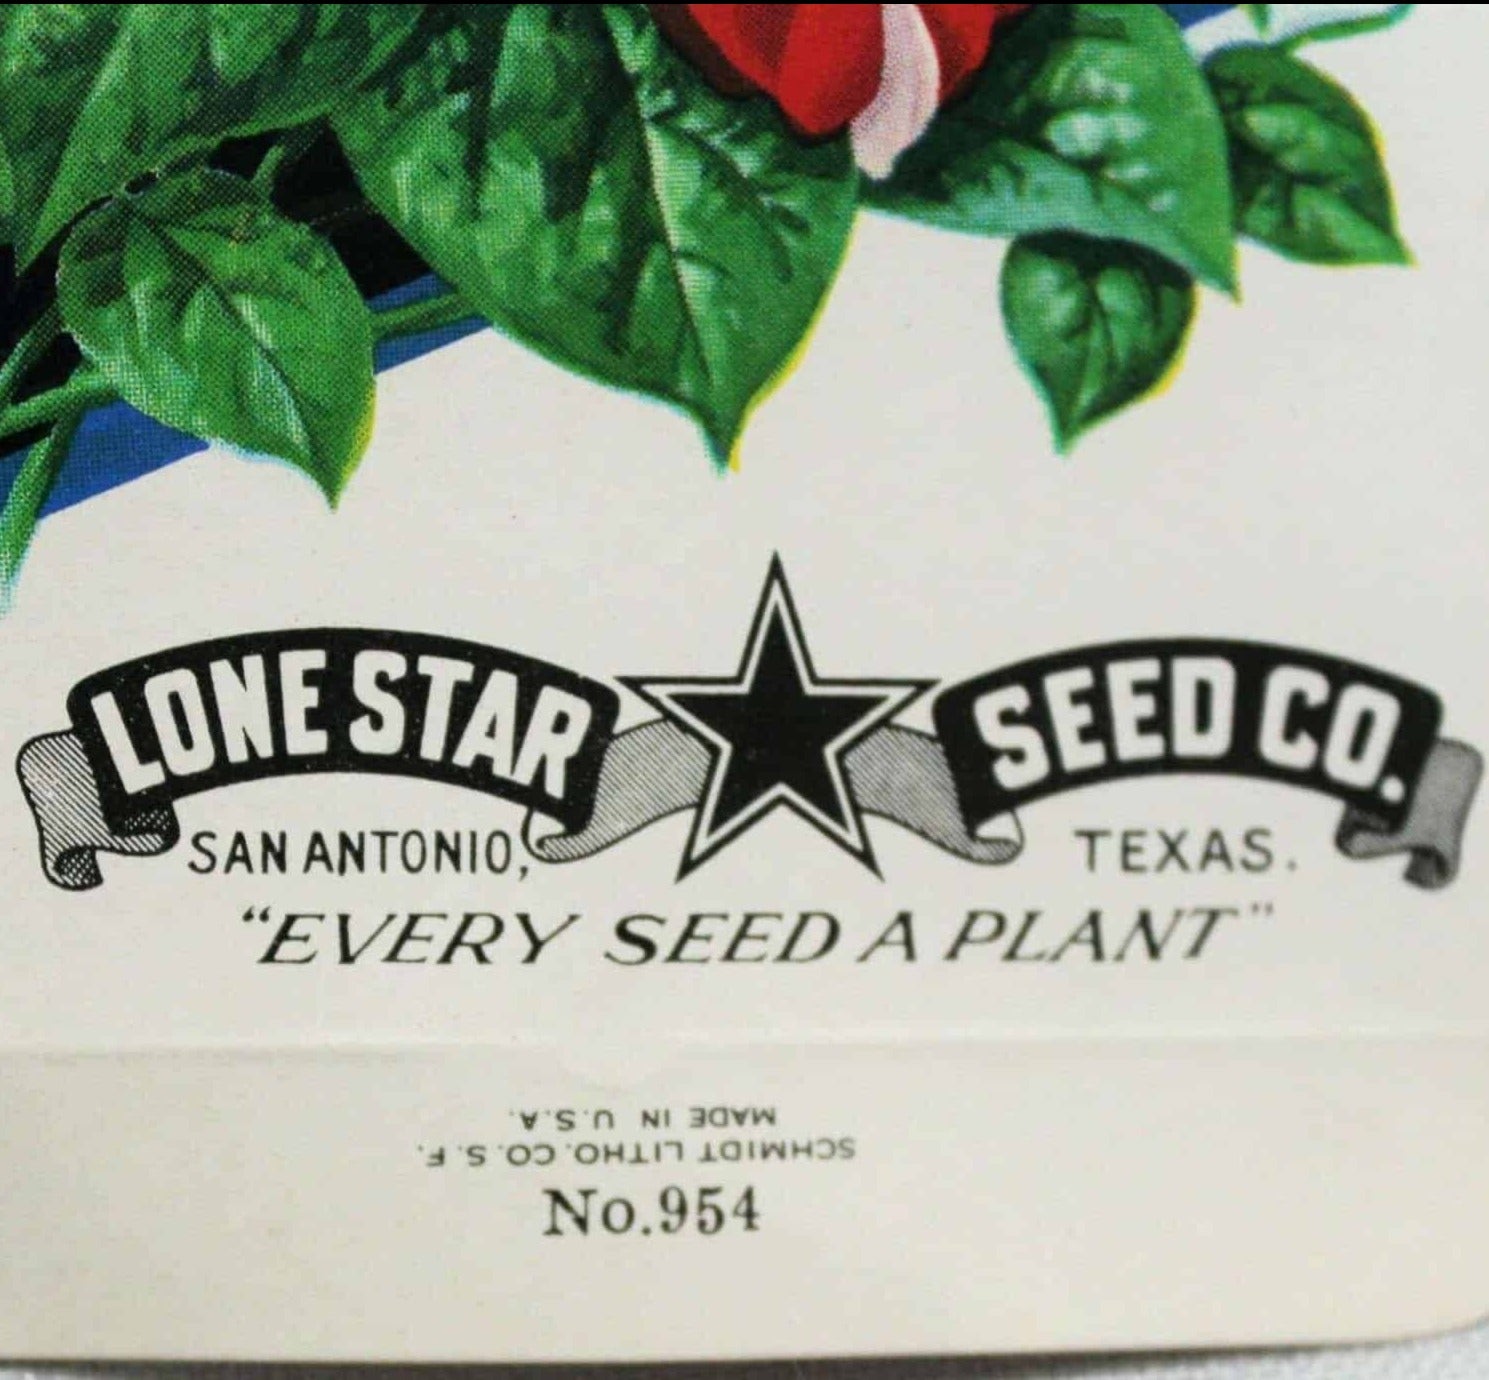 LONE STAR SEED CO.
SAN ANTONIO, TEXAS.
"EVERY SEED A PLANT"
SCHMIDT LITHO. CO. S. F.
MADE IN U.S.A.
No.954